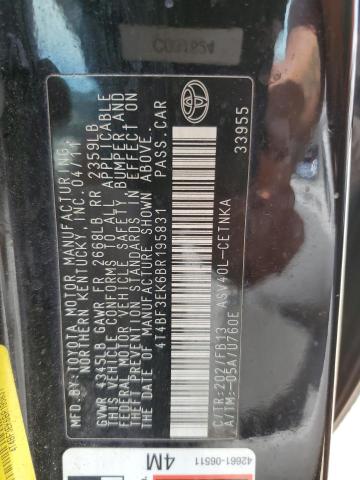 MFD.BY:TOYOTA MOTOR MANUFACTURING
NORTHERN KENTUCKY, INC. 04/11
GVWR 4345LB GAWR FR 2668LB RR 2359LB
THIS VEHICLE CONFORMS TO ALL APPLICABLE
FEDERAL MOTOR VEHICLE SAFETY, BUMPER AND
THEFT PREVENTION STANDARDS IN EFFECT ON
THE DATE OF MANUFACTURE SHOWN ABOVE.
4T4BF3EK6BR195831 PASS.CAR
C/TR:202/FB13 ASV40L-CETNKA
A/TM:-05A/U760E 33955
42661-06511
4M